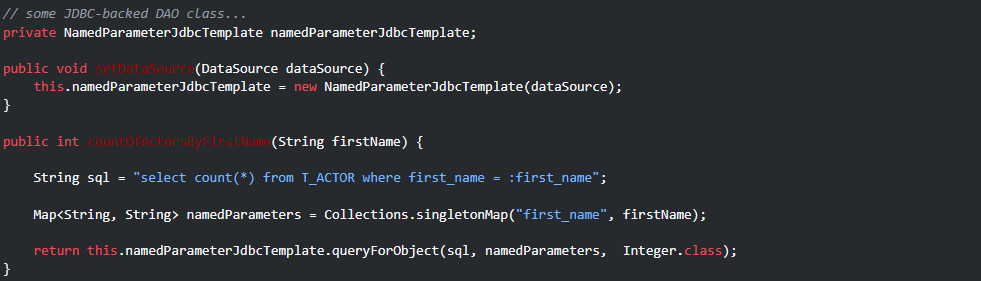 // some JDBC-backed DAO class...
private NamedParameterJdbcTemplate namedParameterJdbcTemplate;
public void setDataSource(DataSource dataSource) {
this.namedParameterJdbcTemplate = new NamedParameterJdbcTemplate(dataSource);
}
public int countOfActorsByFirstName(String firstName) {
String sql = "select count(*) from T_ACTOR where first_name = :first_name";
Map<String, String> namedParameters = Collections.singletonMap("first_name", firstName);
return this.namedParameterJdbcTemplate.queryForObject(sql, namedParameters,  Integer.class);
}